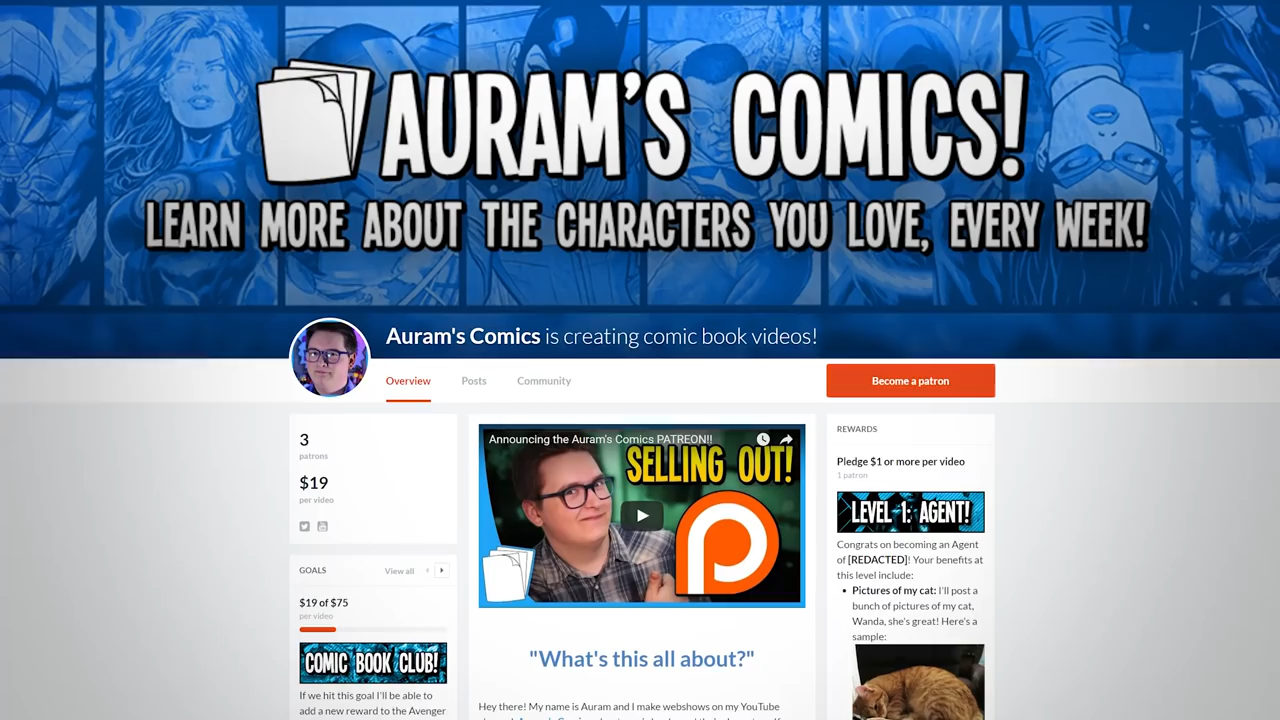 AURAM'S COMICS!
LEARN MORE ABOUT THE CHARACTERS YOU LOVE, EVERY WEEK!
Auram's Comics is creating comic book videos!
Overview
Posts
Community
Become a patron
3
patrons
$19
per video
GOALS
View all
$19 of $75
per video
COMIC BOOK CLUB!
If we hit this goal I'll be able to
add a new reward to the Avenger
Announcing the Auram's Comics PATREON!!
SELLING OUT!
"What's this all about?"
Hey there! My name is Auram and I make webshows on my YouTube
REWARDS
Pledge $1 or more per video
1 patron
LEVEL 1: AGENT!
Congrats on becoming an Agent
of [REDACTED]! Your benefits at
this level include:
• Pictures of my cat: I'll post a
bunch of pictures of my cat,
Wanda, she's great! Here's a
sample: